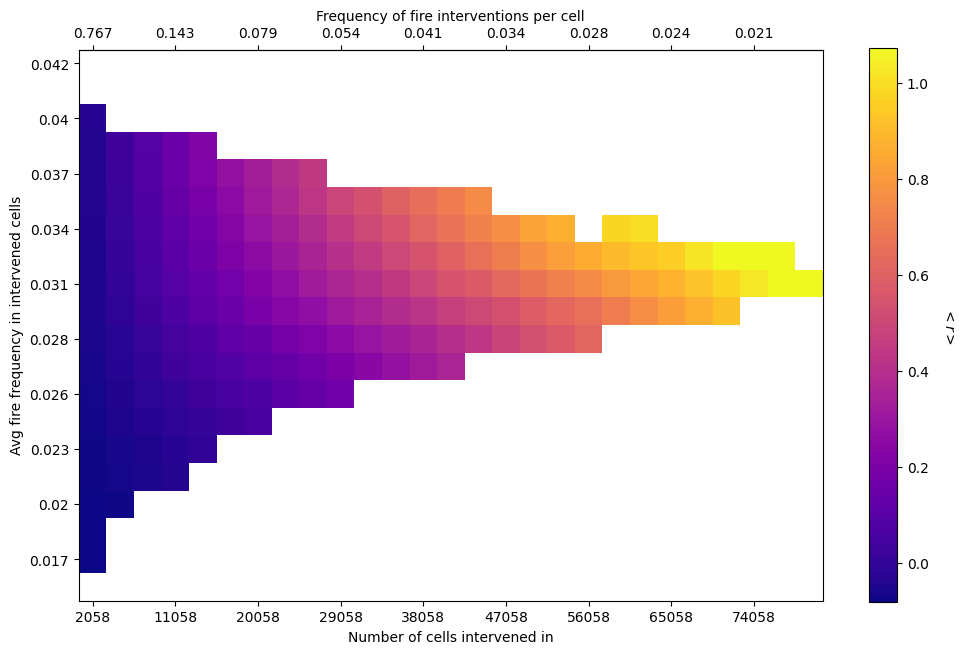 Frequency of fire interventions per cell
0.767 0.143 0.079 0.054 0.041 0.034 0.028 0.024 0.021
0.042
0.04
0.037
0.034
0.031
0.028
0.026
0.023
0.02
0.017
Avg fire frequency in intervened cells
2058 11058 20058 29058 38058 47058 56058 65058 74058
Number of cells intervened in
1.0
0.8
0.6
0.4
0.2
0.0
< r >